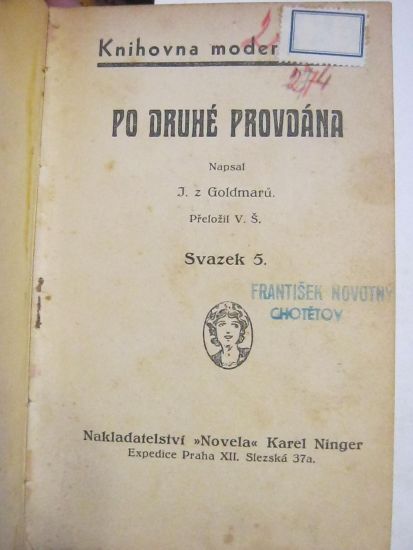 Knihovna moder
274
PO DRUHÉ PROVDÁNA
Napsal
J. z Goldmarů.
Přeložil V. Š.
Svazek 5.
FRANTIŠEK NOVOTNÝ
CHOTĚTOV
Nakladatelství »Novela« Karel Ninger
Expedice Praha XII. Slezská 37a.